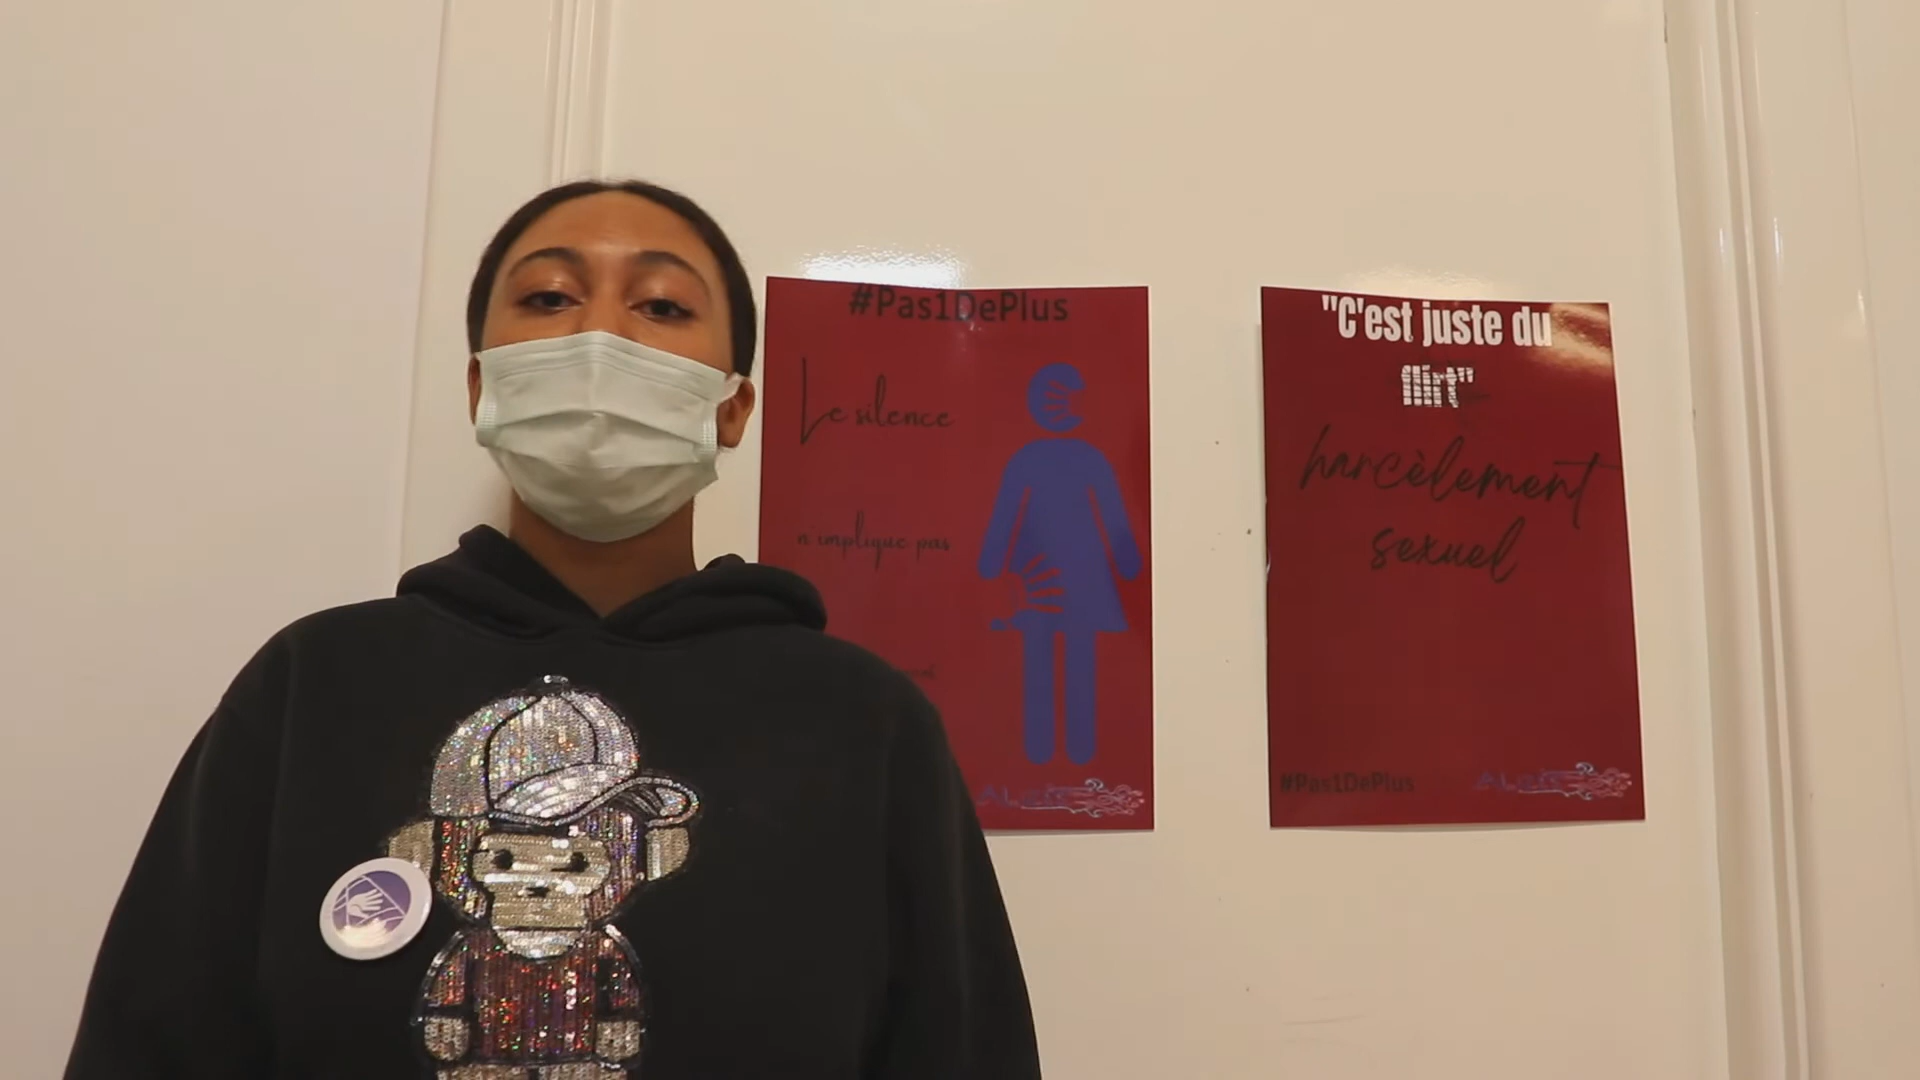 #Pas1DePlus
Le silence
n'implique pas
"C'est juste du
flirt"
harcèlement
sexuel
#Pas1DePlus